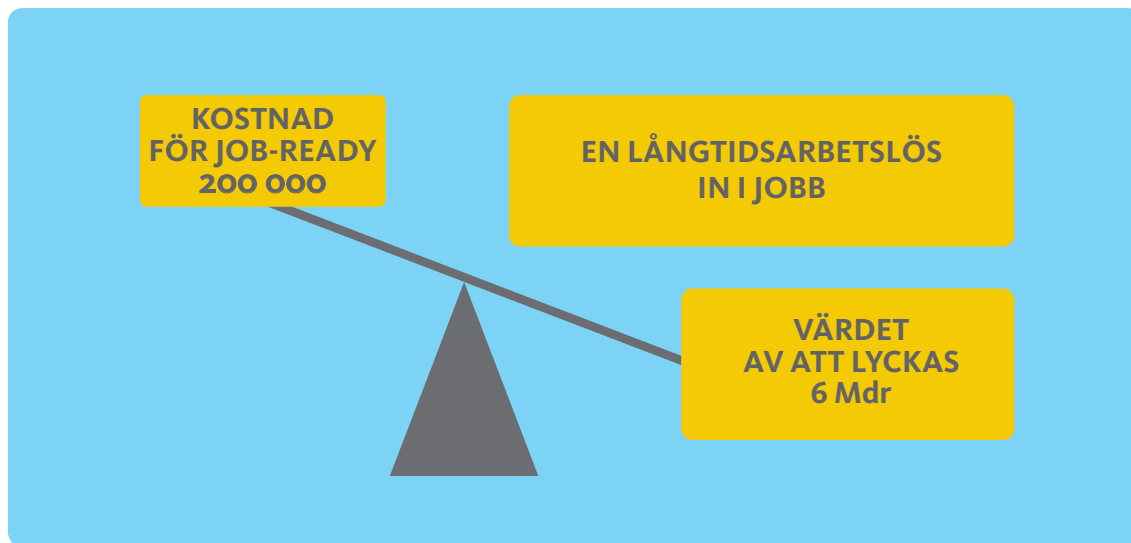 KOSTNAD
FÖR JOB-READY
200 000
EN LÅNGTIDSARBETSLÖS
IN I JOBB
VÄRDET
AV ATT LYCKAS
6 Mdr